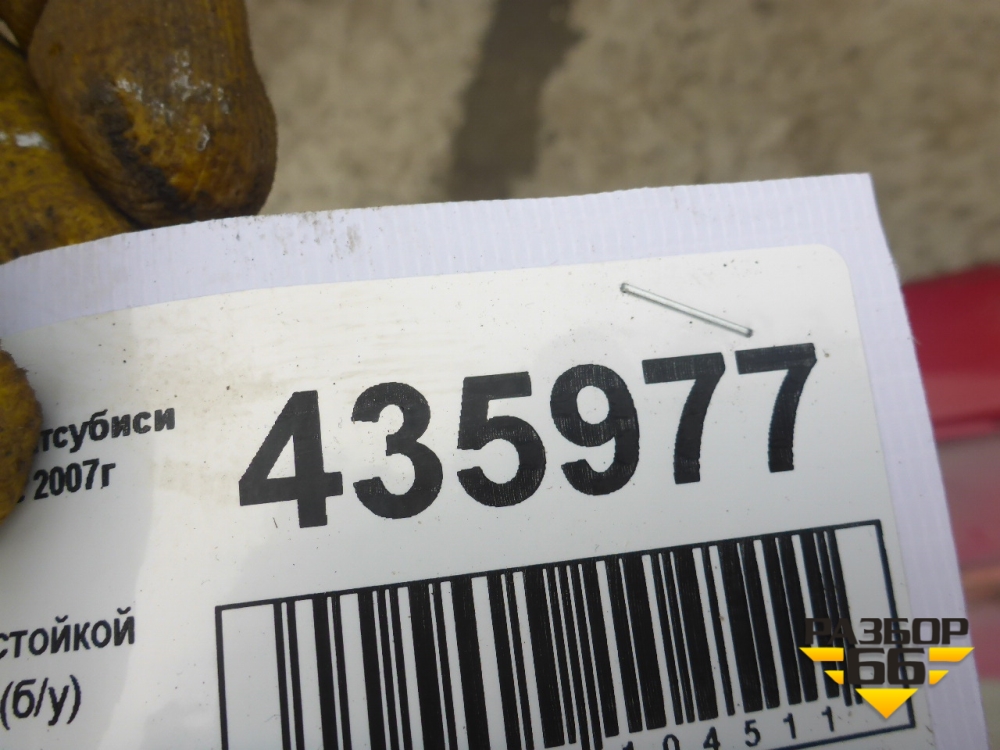 тсубиси
2007г
435977
стойкой
(б/у)
104511
РАЗБОР
66